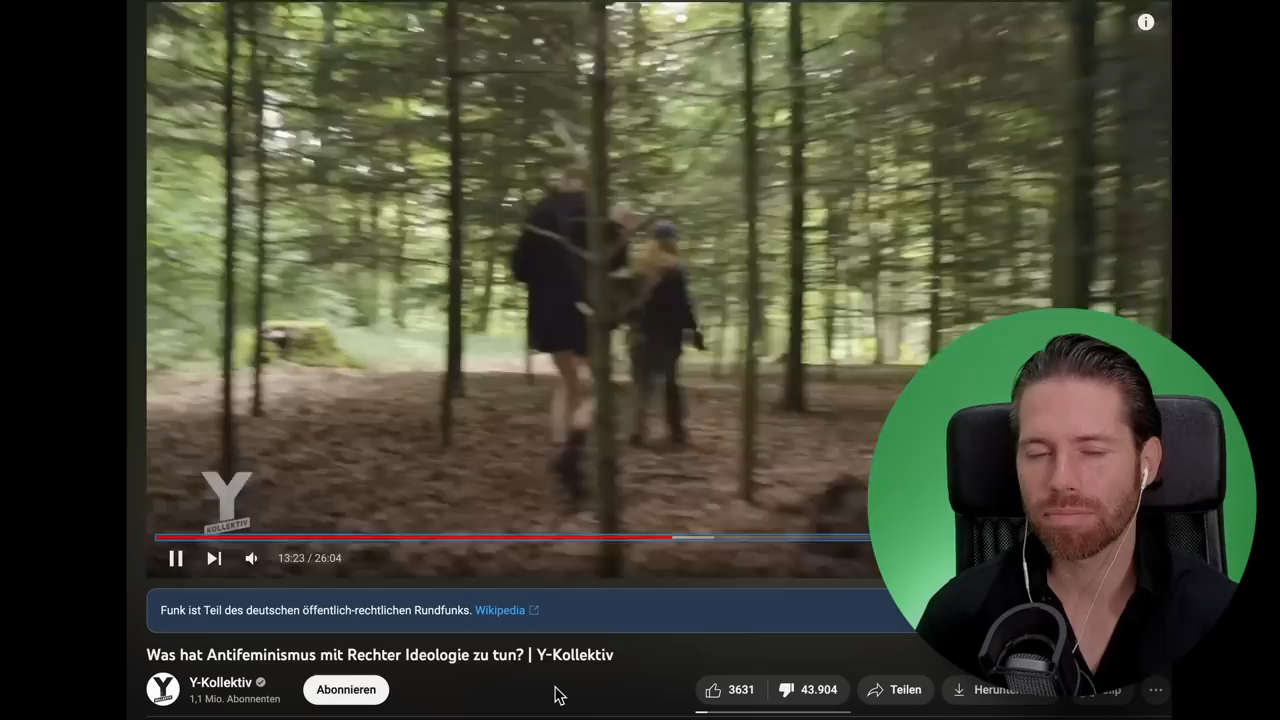 Y
KOLLEKTIV
13:23 / 26:04
Funk ist Teil des deutschen öffentlich-rechtlichen Rundfunks. Wikipedia
Was hat Antifeminismus mit Rechter Ideologie zu tun? | Y-Kollektiv
Y-Kollektiv
1,1 Mio. Abonnenten
Abonnieren
3631
43.904
Teilen